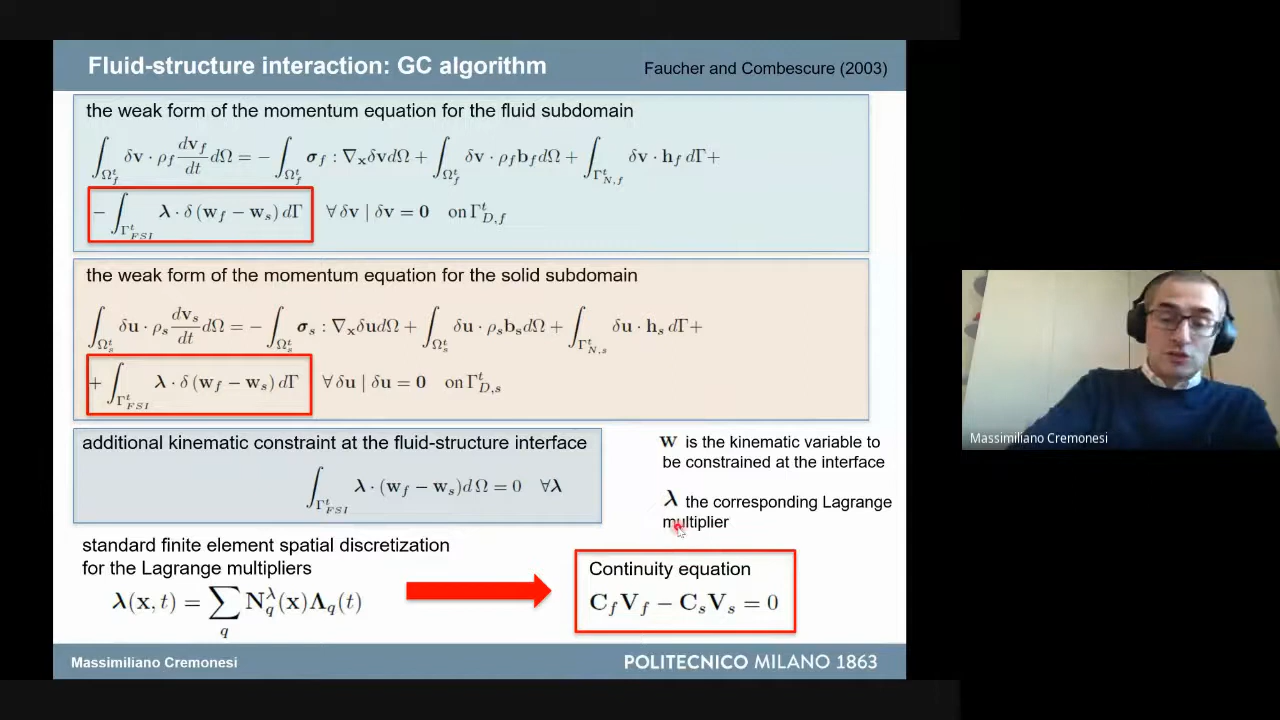 Fluid-structure interaction: GC algorithm
Faucher and Combescure (2003)
the weak form of the momentum equation for the fluid subdomain
∫_{Ω_f^t} δv · ρ_f dv_f/dt dΩ = − ∫_{Ω_f^t} σ_f : ∇_x δv dΩ + ∫_{Ω_f^t} δv · ρ_f b_f dΩ + ∫_{Γ_{N,f}^t} δv · h_f dΓ+
− ∫_{Γ_{FSI}^t} λ · δ (w_f − w_s) dΓ ∀ δv | δv = 0 on Γ_{D,f}^t
the weak form of the momentum equation for the solid subdomain
∫_{Ω_s^t} δu · ρ_s dv_s/dt dΩ = − ∫_{Ω_s^t} σ_s : ∇_x δu dΩ + ∫_{Ω_s^t} δu · ρ_s b_s dΩ + ∫_{Γ_{N,s}^t} δu · h_s dΓ+
+ ∫_{Γ_{FSI}^t} λ · δ (w_f − w_s) dΓ ∀ δu | δu = 0 on Γ_{D,s}^t
additional kinematic constraint at the fluid-structure interface
∫_{Γ_{FSI}^t} λ · (w_f − w_s)d Ω = 0 ∀λ
w is the kinematic variable to
be constrained at the interface
λ the corresponding Lagrange
multiplier
standard finite element spatial discretization
for the Lagrange multipliers
λ(x, t) = ∑_q N_q^λ(x)Λ_q(t)
Continuity equation
C_f V_f − C_s V_s = 0
Massimiliano Cremonesi
POLITECNICO MILANO 1863
Massimiliano Cremonesi